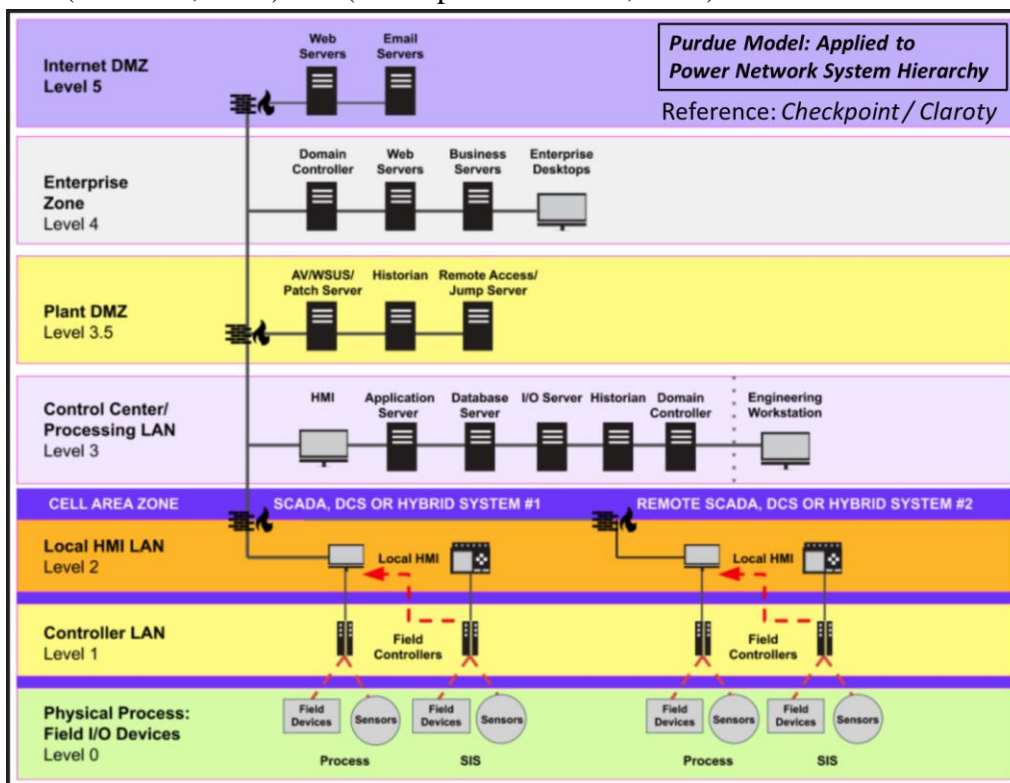 Purdue Model: Applied to
Power Network System Hierarchy
Reference: Checkpoint / Claroty
Internet DMZ
Level 5
Web
Servers
Email
Servers
Enterprise
Zone
Level 4
Domain
Controller
Web
Servers
Business
Servers
Enterprise
Desktops
Plant DMZ
Level 3.5
AV/WSUS/
Patch Server
Historian
Remote Access/
Jump Server
Control Center/
Processing LAN
Level 3
HMI
Application
Server
Database
Server
I/O Server
Historian
Domain
Controller
Engineering
Workstation
CELL AREA ZONE
SCADA, DCS OR HYBRID SYSTEM #1
REMOTE SCADA, DCS OR HYBRID SYSTEM #2
Local HMI LAN
Level 2
Local HMI
Local HMI
Controller LAN
Level 1
Field
Controllers
Field
Controllers
Physical Process:
Field I/O Devices
Level 0
Field
Devices
Sensors
Field
Devices
Sensors
Field
Devices
Sensors
Field
Devices
Sensors
Process
SIS
Process
SIS